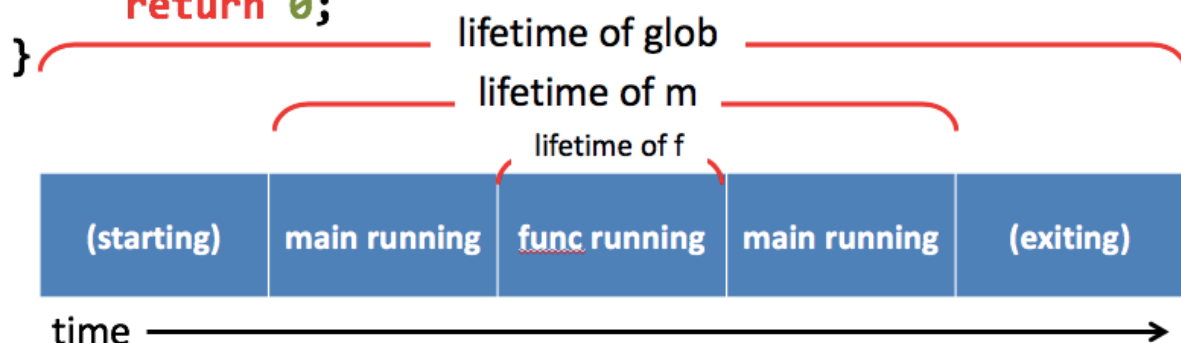 return 0;
}
lifetime of glob
lifetime of m
lifetime of f
(starting) main running func running main running (exiting)
time